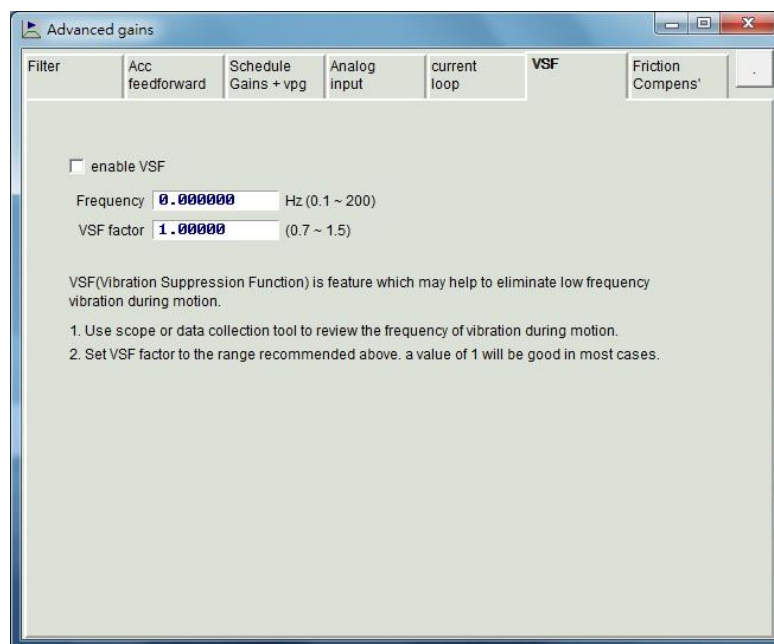 Advanced gains
Filter
Acc
feedforward
Schedule
Gains + vpg
Analog
input
current
loop
VSF
Friction
Compens'
.
enable VSF
Frequency 0.000000 Hz (0.1 ~ 200)
VSF factor 1.00000 (0.7 ~ 1.5)
VSF(Vibration Suppression Function) is feature which may help to eliminate low frequency
vibration during motion.
1. Use scope or data collection tool to review the frequency of vibration during motion.
2. Set VSF factor to the range recommended above. a value of 1 will be good in most cases.